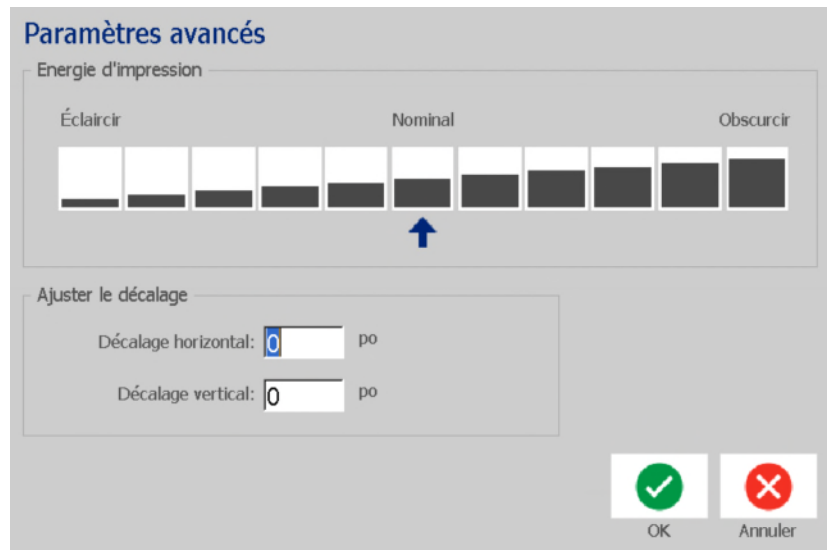 Paramètres avancés
Energie d'impression
Éclaircir Nominal Obscurcir
Ajuster le décalage
Décalage horizontal: 0 po
Décalage vertical: 0 po
OK Annuler